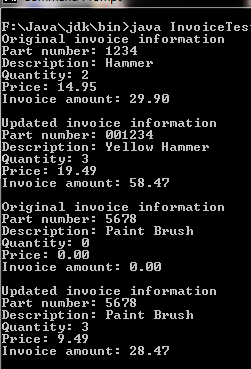 F:\Java\jdk\bin>java InvoiceTest
Original invoice information
Part number: 1234
Description: Hammer
Quantity: 2
Price: 14.95
Invoice amount: 29.90
Updated invoice information
Part number: 001234
Description: Yellow Hammer
Quantity: 3
Price: 19.49
Invoice amount: 58.47
Original invoice information
Part number: 5678
Description: Paint Brush
Quantity: 0
Price: 0.00
Invoice amount: 0.00
Updated invoice information
Part number: 5678
Description: Paint Brush
Quantity: 3
Price: 9.49
Invoice amount: 28.47